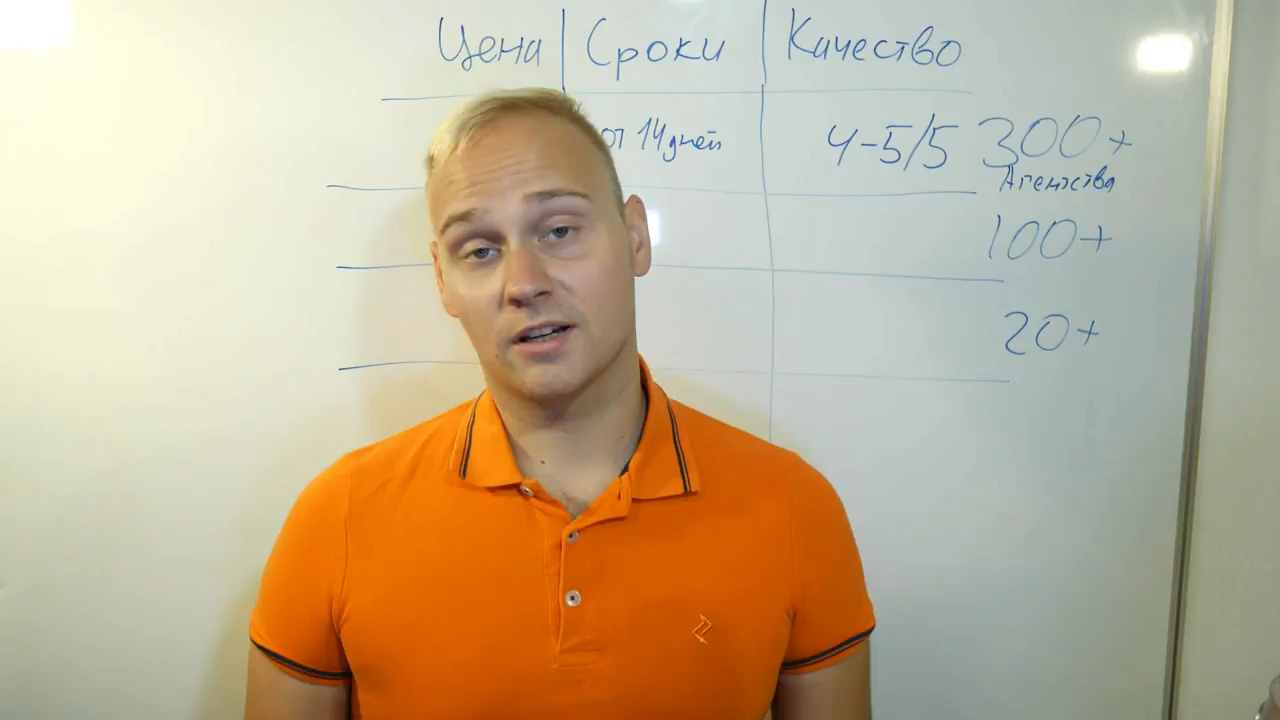 Цена Сроки Качество
от 14 дней 4-5/5 300+
Агентства
100+
20+